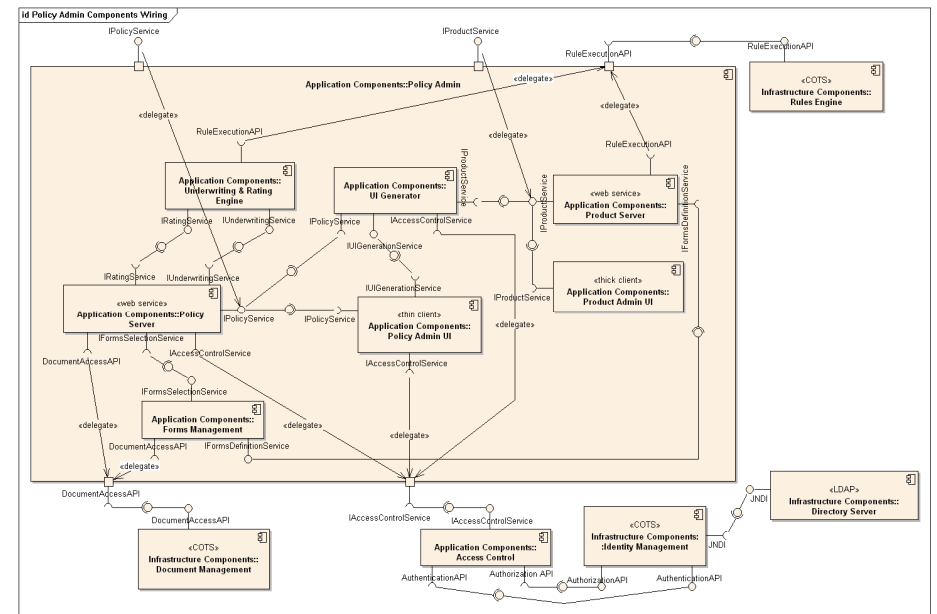 id Policy Admin Components Wiring
IPolicyService
IProductService
RuleExecutionAPI
RuleExecutionAPI
«COTS»
Infrastructure Components::
Rules Engine
Application Components::Policy Admin
«delegate»
«delegate»
«delegate»
«delegate»
RuleExecutionAPI
RuleExecutionAPI
Application Components::
Underwriting & Rating
Engine
Application Components::
UI Generator
IProductService
«web service»
Application Components::
Product Server
IProductService
IFormsDefinitionService
IRatingService
IUnderwritingService
IPolicyService
IAccessControlService
IUIGenerationService
IRatingService
IUnderwritingService
IUIGenerationService
IProductService
«thick client»
Application Components::
Product Admin UI
«web service»
Application Components::Policy
Server
IPolicyService
IPolicyService
«thin client»
Application Components::
Policy Admin UI
«delegate»
IFormsSelectionService
IAccessControlService
DocumentAccessAPI
IAccessControlService
IFormsSelectionService
Application Components::
Forms Management
«delegate»
«delegate»
«delegate»
DocumentAccessAPI
IFormsDefinitionService
«delegate»
DocumentAccessAPI
IAccessControlService
DocumentAccessAPI
«COTS»
Infrastructure Components::
Document Management
IAccessControlService
Application Components::
Access Control
«COTS»
Infrastructure Components:
:Identity Management
JNDI
JNDI
«LDAP»
Infrastructure Components::
Directory Server
AuthenticationAPI
Authorization API
AuthorizationAPI
AuthenticationAPI